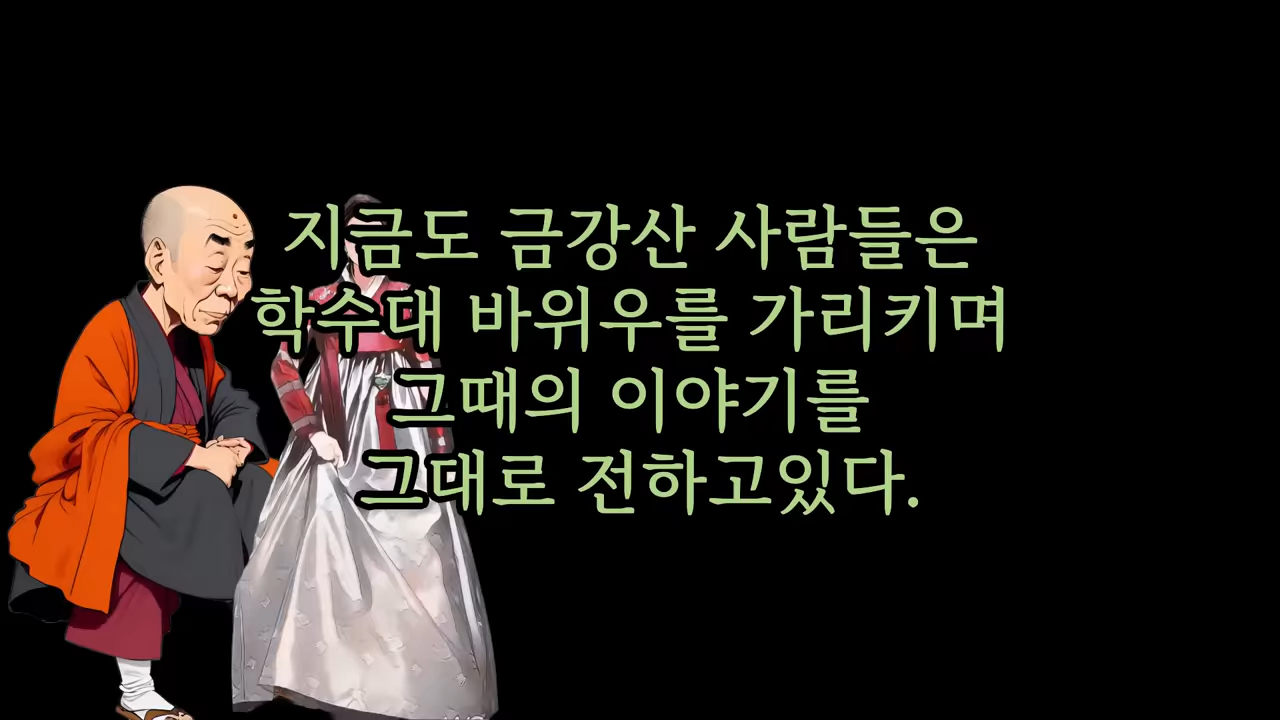 지금도 금강산 사람들은
학수대 바위우를 가리키며
그때의 이야기를
그대로 전하고있다.